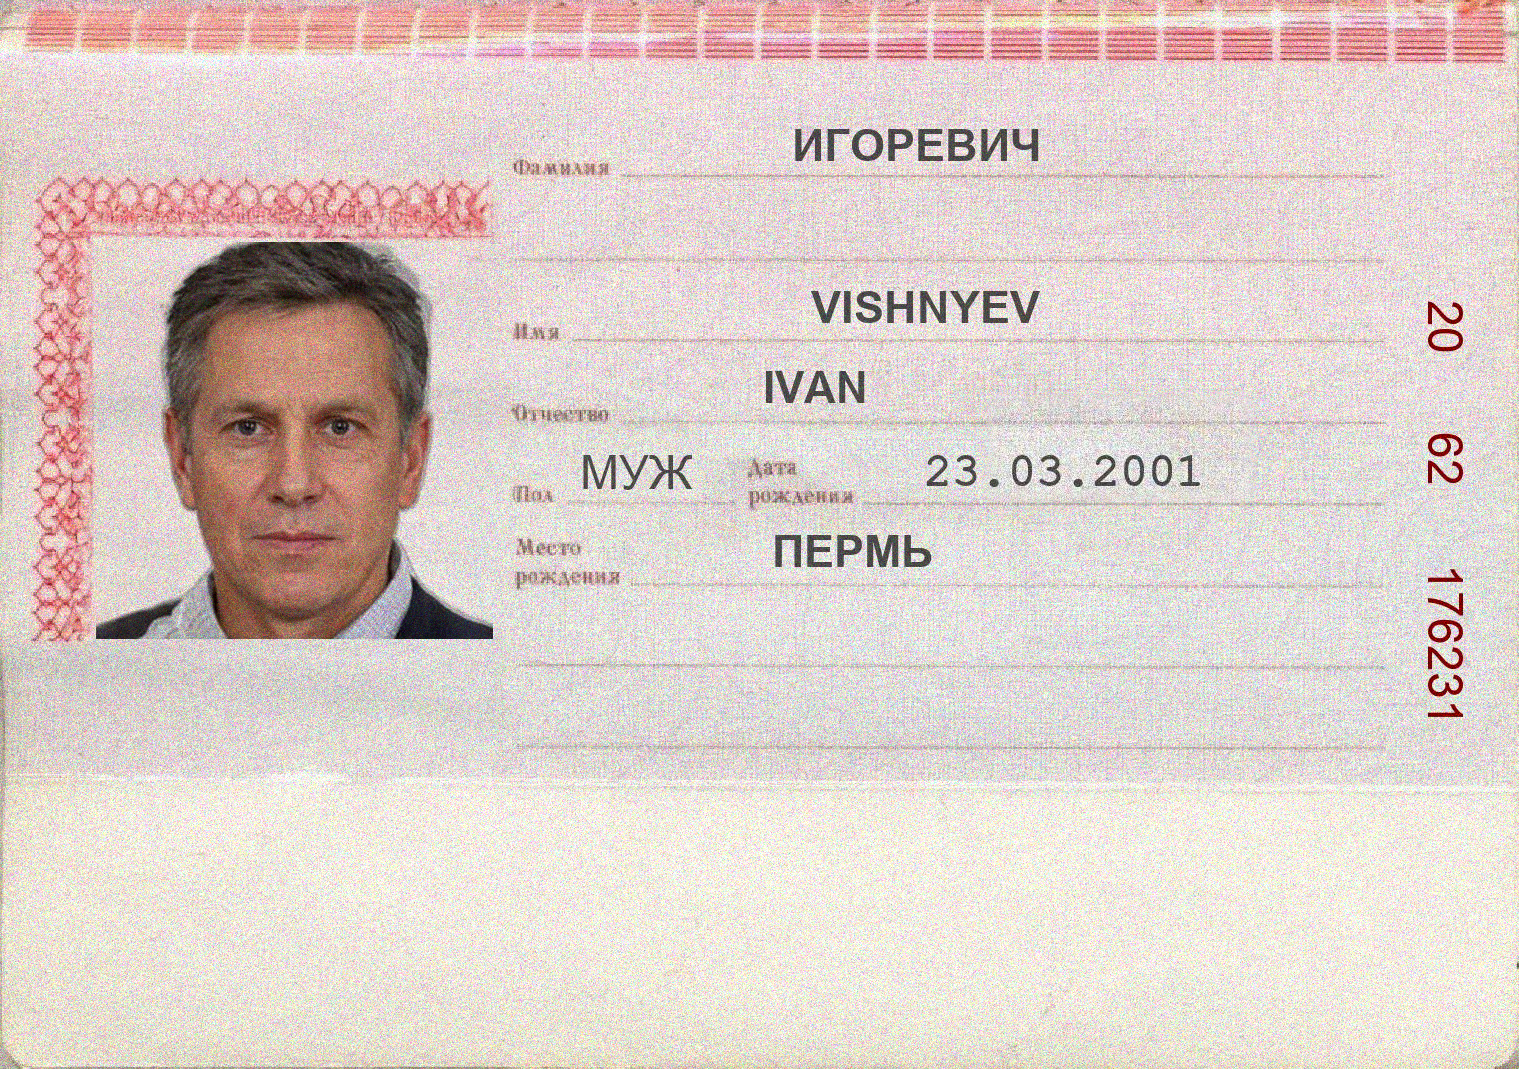 Фамилия ИГОРЕВИЧ
Имя VISHNYEV
Отчество IVAN
Пол МУЖ Дата рождения 23.03.2001
Место рождения ПЕРМЬ
20 62 176231